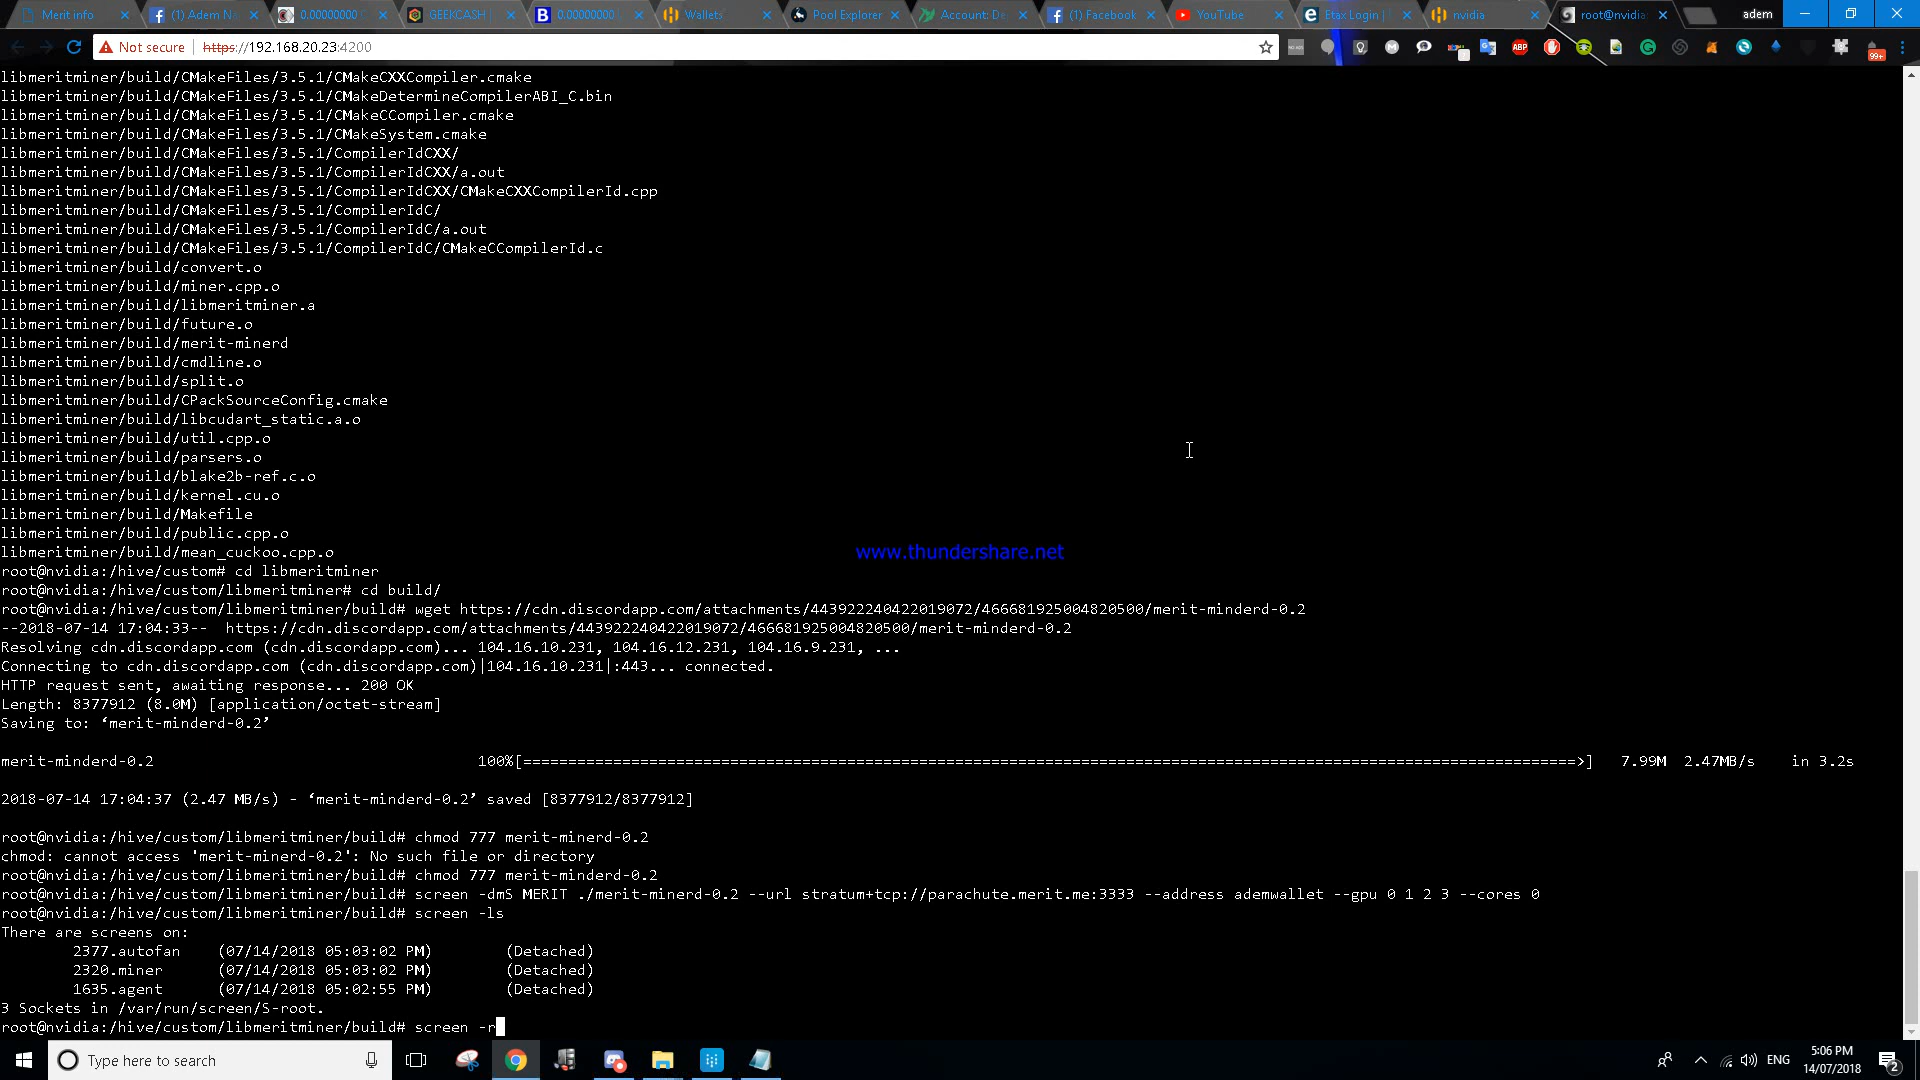 Merit info
(1) Adem Na
0.00000000
GEEKCASH
0.00000000
Wallets
Pool Explorer
Account: De
(1) Facebook
YouTube
Etax Login |
nvidia
root@nvidia:
adem
Not secure
https://192.168.20.23:4200
ABP
99+
libmeritminer/build/CMakeFiles/3.5.1/CMakeCXXCompiler.cmake
libmeritminer/build/CMakeFiles/3.5.1/CMakeDetermineCompilerABI_C.bin
libmeritminer/build/CMakeFiles/3.5.1/CMakeCCompiler.cmake
libmeritminer/build/CMakeFiles/3.5.1/CMakeSystem.cmake
libmeritminer/build/CMakeFiles/3.5.1/CompilerIdCXX/
libmeritminer/build/CMakeFiles/3.5.1/CompilerIdCXX/a.out
libmeritminer/build/CMakeFiles/3.5.1/CompilerIdCXX/CMakeCXXCompilerId.cpp
libmeritminer/build/CMakeFiles/3.5.1/CompilerIdC/
libmeritminer/build/CMakeFiles/3.5.1/CompilerIdC/a.out
libmeritminer/build/CMakeFiles/3.5.1/CompilerIdC/CMakeCCompilerId.c
libmeritminer/build/convert.o
libmeritminer/build/miner.cpp.o
libmeritminer/build/libmeritminer.a
libmeritminer/build/future.o
libmeritminer/build/merit-minerd
libmeritminer/build/cmdline.o
libmeritminer/build/split.o
libmeritminer/build/CPackSourceConfig.cmake
libmeritminer/build/libcudart_static.a.o
libmeritminer/build/util.cpp.o
libmeritminer/build/parsers.o
libmeritminer/build/blake2b-ref.c.o
libmeritminer/build/kernel.cu.o
libmeritminer/build/Makefile
libmeritminer/build/public.cpp.o
libmeritminer/build/mean_cuckoo.cpp.o
www.thundershare.net
root@nvidia:/hive/custom# cd libmeritminer
root@nvidia:/hive/custom/libmeritminer# cd build/
root@nvidia:/hive/custom/libmeritminer/build# wget https://cdn.discordapp.com/attachments/443922240422019072/466681925004820500/merit-minderd-0.2
--2018-07-14 17:04:33--  https://cdn.discordapp.com/attachments/443922240422019072/466681925004820500/merit-minderd-0.2
Resolving cdn.discordapp.com (cdn.discordapp.com)... 104.16.10.231, 104.16.12.231, 104.16.9.231, ...
Connecting to cdn.discordapp.com (cdn.discordapp.com)|104.16.10.231|:443... connected.
HTTP request sent, awaiting response... 200 OK
Length: 8377912 (8.0M) [application/octet-stream]
Saving to: ‘merit-minderd-0.2’
merit-minderd-0.2 100%[=====================================================================================================================>] 7.99M 2.47MB/s in 3.2s
2018-07-14 17:04:37 (2.47 MB/s) - ‘merit-minderd-0.2’ saved [8377912/8377912]
root@nvidia:/hive/custom/libmeritminer/build# chmod 777 merit-minerd-0.2
chmod: cannot access 'merit-minerd-0.2': No such file or directory
root@nvidia:/hive/custom/libmeritminer/build# chmod 777 merit-minderd-0.2
root@nvidia:/hive/custom/libmeritminer/build# screen -dmS MERIT ./merit-minerd-0.2 --url stratum+tcp://parachute.merit.me:3333 --address ademwallet --gpu 0 1 2 3 --cores 0
root@nvidia:/hive/custom/libmeritminer/build# screen -ls
There are screens on:
2377.autofan (07/14/2018 05:03:02 PM) (Detached)
2320.miner (07/14/2018 05:03:02 PM) (Detached)
1635.agent (07/14/2018 05:02:55 PM) (Detached)
3 Sockets in /var/run/screen/S-root.
root@nvidia:/hive/custom/libmeritminer/build# screen -r
Type here to search
ENG
5:06 PM
14/07/2018
2